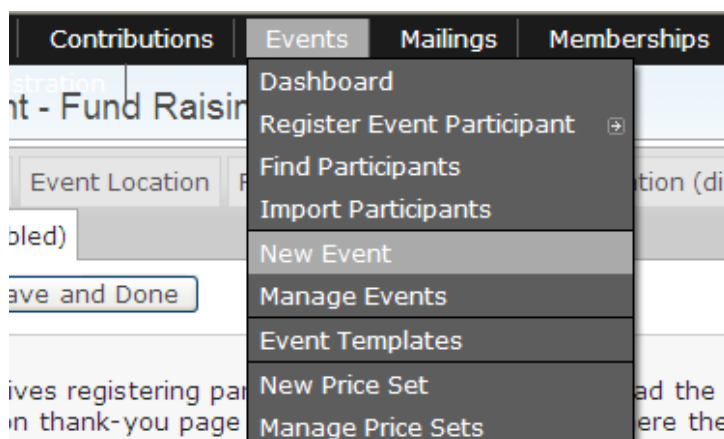 Contributions Events Mailings Memberships
nt - Fund Raisin
Dashboard
Register Event Participant
Find Participants
Import Participants
New Event
Manage Events
Event Templates
New Price Set
Manage Price Sets
Event Location
tion (di
bled)
ave and Done
ives registering par
ad the
on thank-you page
ere the